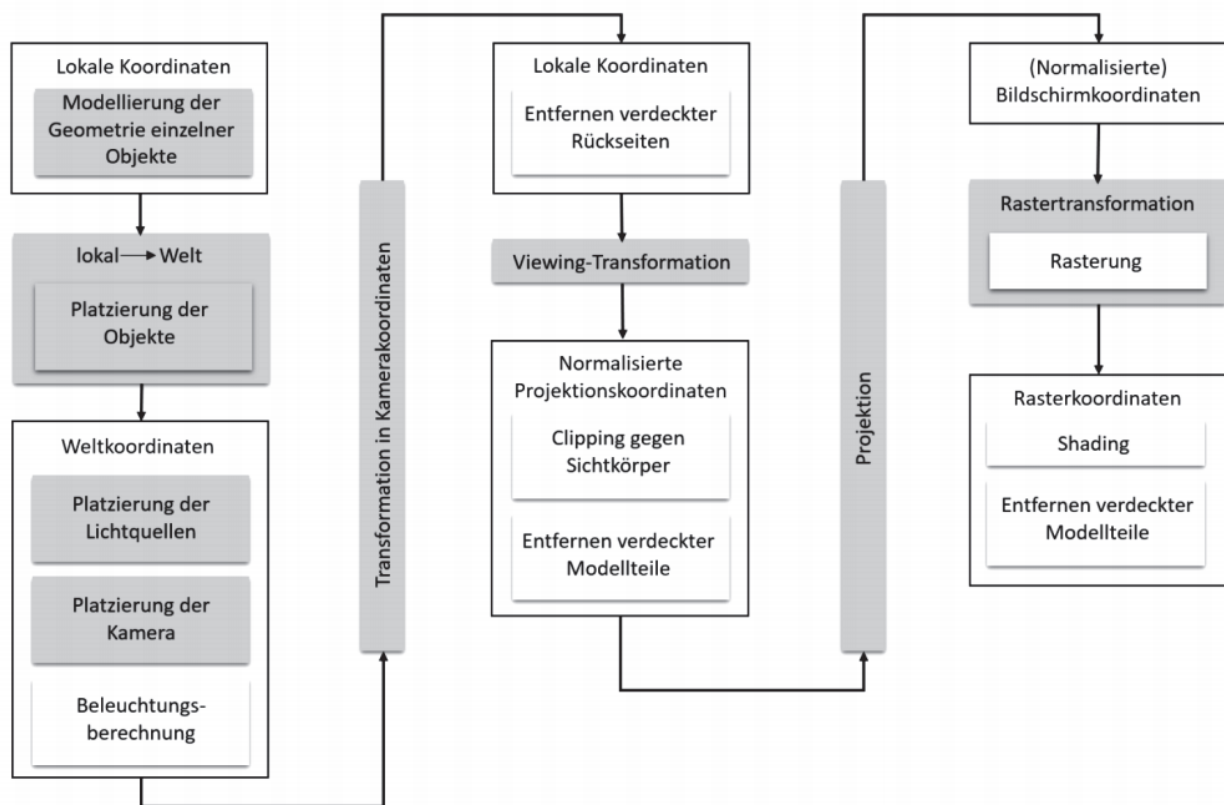 Lokale Koordinaten
Modellierung der
Geometrie einzelner
Objekte
lokal → Welt
Platzierung der
Objekte
Weltkoordinaten
Platzierung der
Lichtquellen
Platzierung der
Kamera
Beleuchtungs-
berechnung
Transformation in Kamerakoordinaten
Lokale Koordinaten
Entfernen verdeckter
Rückseiten
Viewing-Transformation
Normalisierte
Projektionskoordinaten
Clipping gegen
Sichtkörper
Entfernen verdeckter
Modellteile
Projektion
(Normalisierte)
Bildschirmkoordinaten
Rastertransformation
Rasterung
Rasterkoordinaten
Shading
Entfernen verdeckter
Modellteile